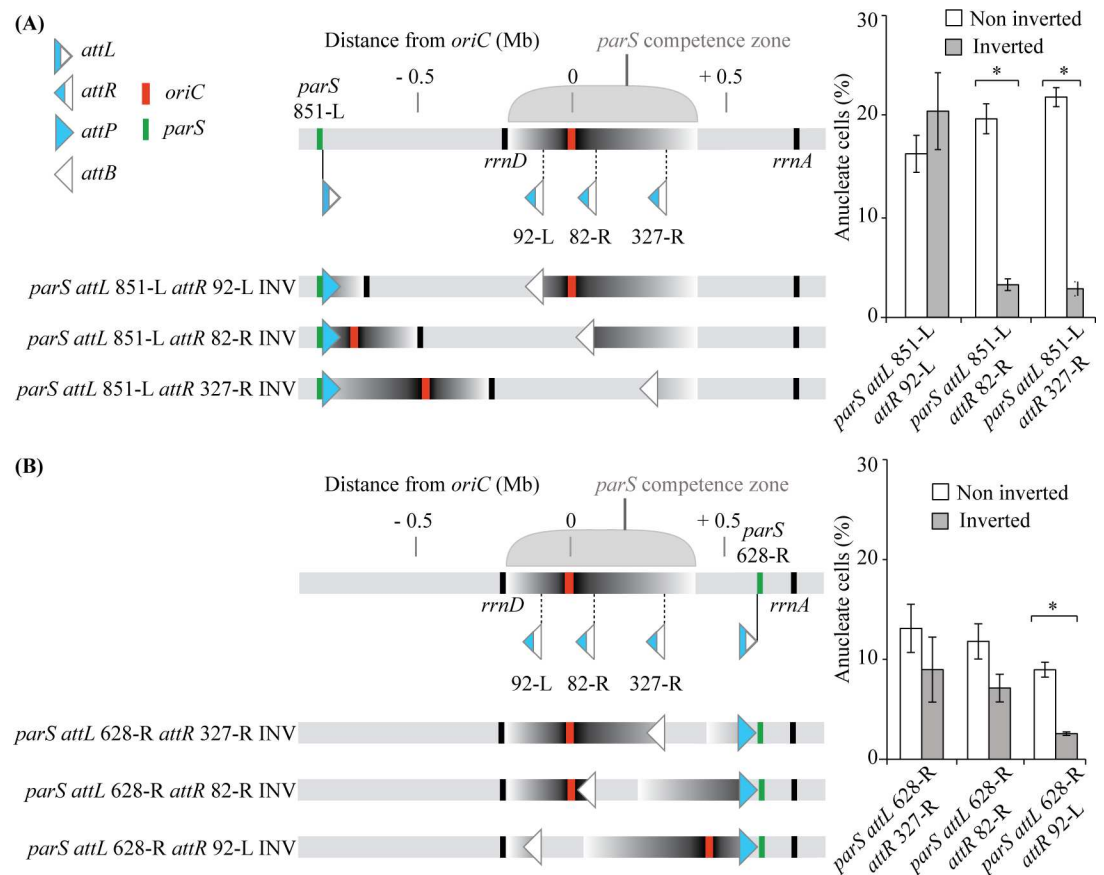 (A)
attL
attR
attP
attB
oriC
parS
Distance from oriC (Mb)
parS competence zone
- 0.5
0
+ 0.5
parS
851-L
rrnD
rrnA
92-L
82-R
327-R
parS attL 851-L attR 92-L INV
parS attL 851-L attR 82-R INV
parS attL 851-L attR 327-R INV
Anucleate cells (%)
30
20
10
0
Non inverted
Inverted
*
*
parS attL 851-L
attR 92-L
parS attL 851-L
attR 82-R
parS attL 851-L
attR 327-R
(B)
Distance from oriC (Mb)
parS competence zone
- 0.5
0
+ 0.5
parS
628-R
rrnD
rrnA
92-L
82-R
327-R
parS attL 628-R attR 327-R INV
parS attL 628-R attR 82-R INV
parS attL 628-R attR 92-L INV
Anucleate cells (%)
30
20
10
0
Non inverted
Inverted
*
parS attL 628-R
attR 327-R
parS attL 628-R
attR 82-R
parS attL 628-R
attR 92-L